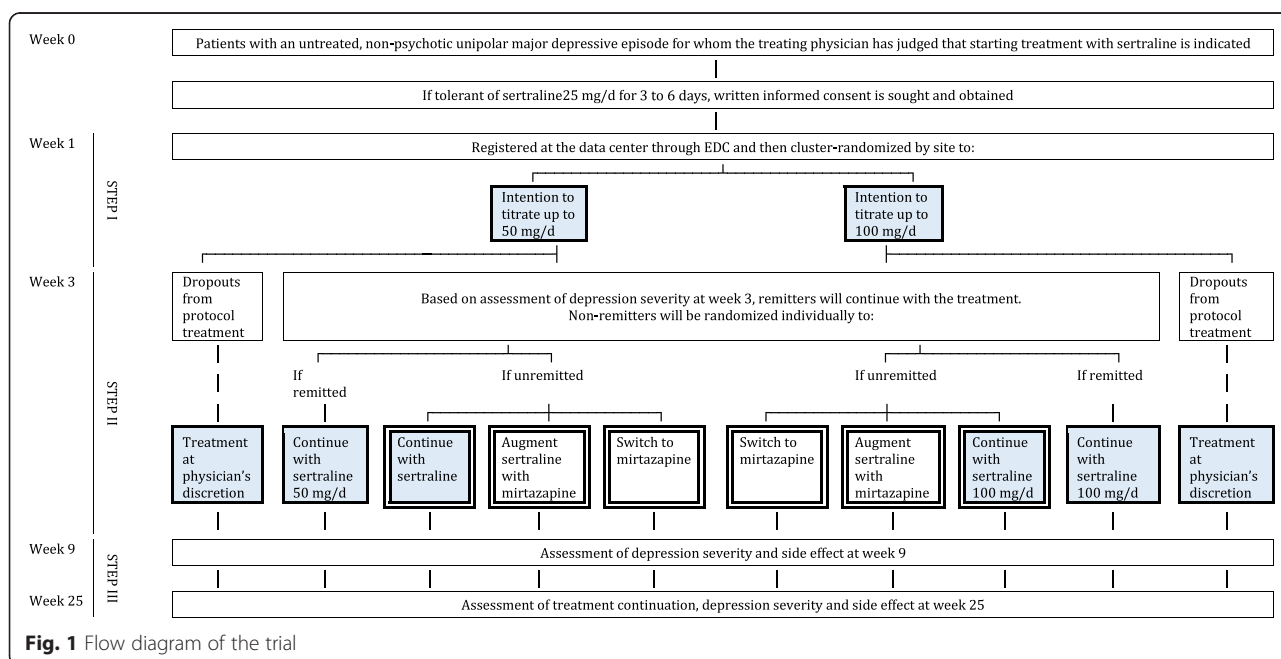 Week 0
Patients with an untreated, non-psychotic unipolar major depressive episode for whom the treating physician has judged that starting treatment with sertraline is indicated
If tolerant of sertraline25 mg/d for 3 to 6 days, written informed consent is sought and obtained
Week 1
Registered at the data center through EDC and then cluster-randomized by site to:
STEP I
Intention to
titrate up to
50 mg/d
Intention to
titrate up to
100 mg/d
Week 3
Dropouts
from
protocol
treatment
Based on assessment of depression severity at week 3, remitters will continue with the treatment.
Non-remitters will be randomized individually to:
Dropouts
from
protocol
treatment
STEP II
If
remitted
If unremitted
If unremitted
If remitted
Treatment
at
physician's
discretion
Continue
with
sertraline
50 mg/d
Continue
with
sertraline
Augment
sertraline
with
mirtazapine
Switch to
mirtazapine
Switch to
mirtazapine
Augment
sertraline
with
mirtazapine
Continue
with
sertraline
100 mg/d
Continue
with
sertraline
100 mg/d
Treatment
at
physician's
discretion
Week 9
Assessment of depression severity and side effect at week 9
STEP III
Week 25
Assessment of treatment continuation, depression severity and side effect at week 25
Fig. 1 Flow diagram of the trial